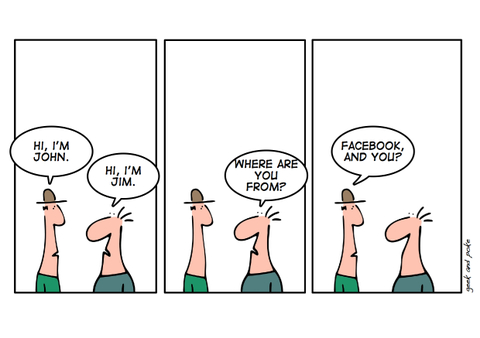 HI, I'M
JOHN.
HI, I'M
JIM.
WHERE ARE
YOU
FROM?
FACEBOOK,
AND YOU?
geek and poke